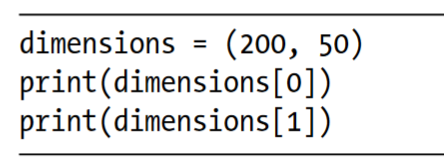 dimensions = (200, 50)
print(dimensions[0])
print(dimensions[1])